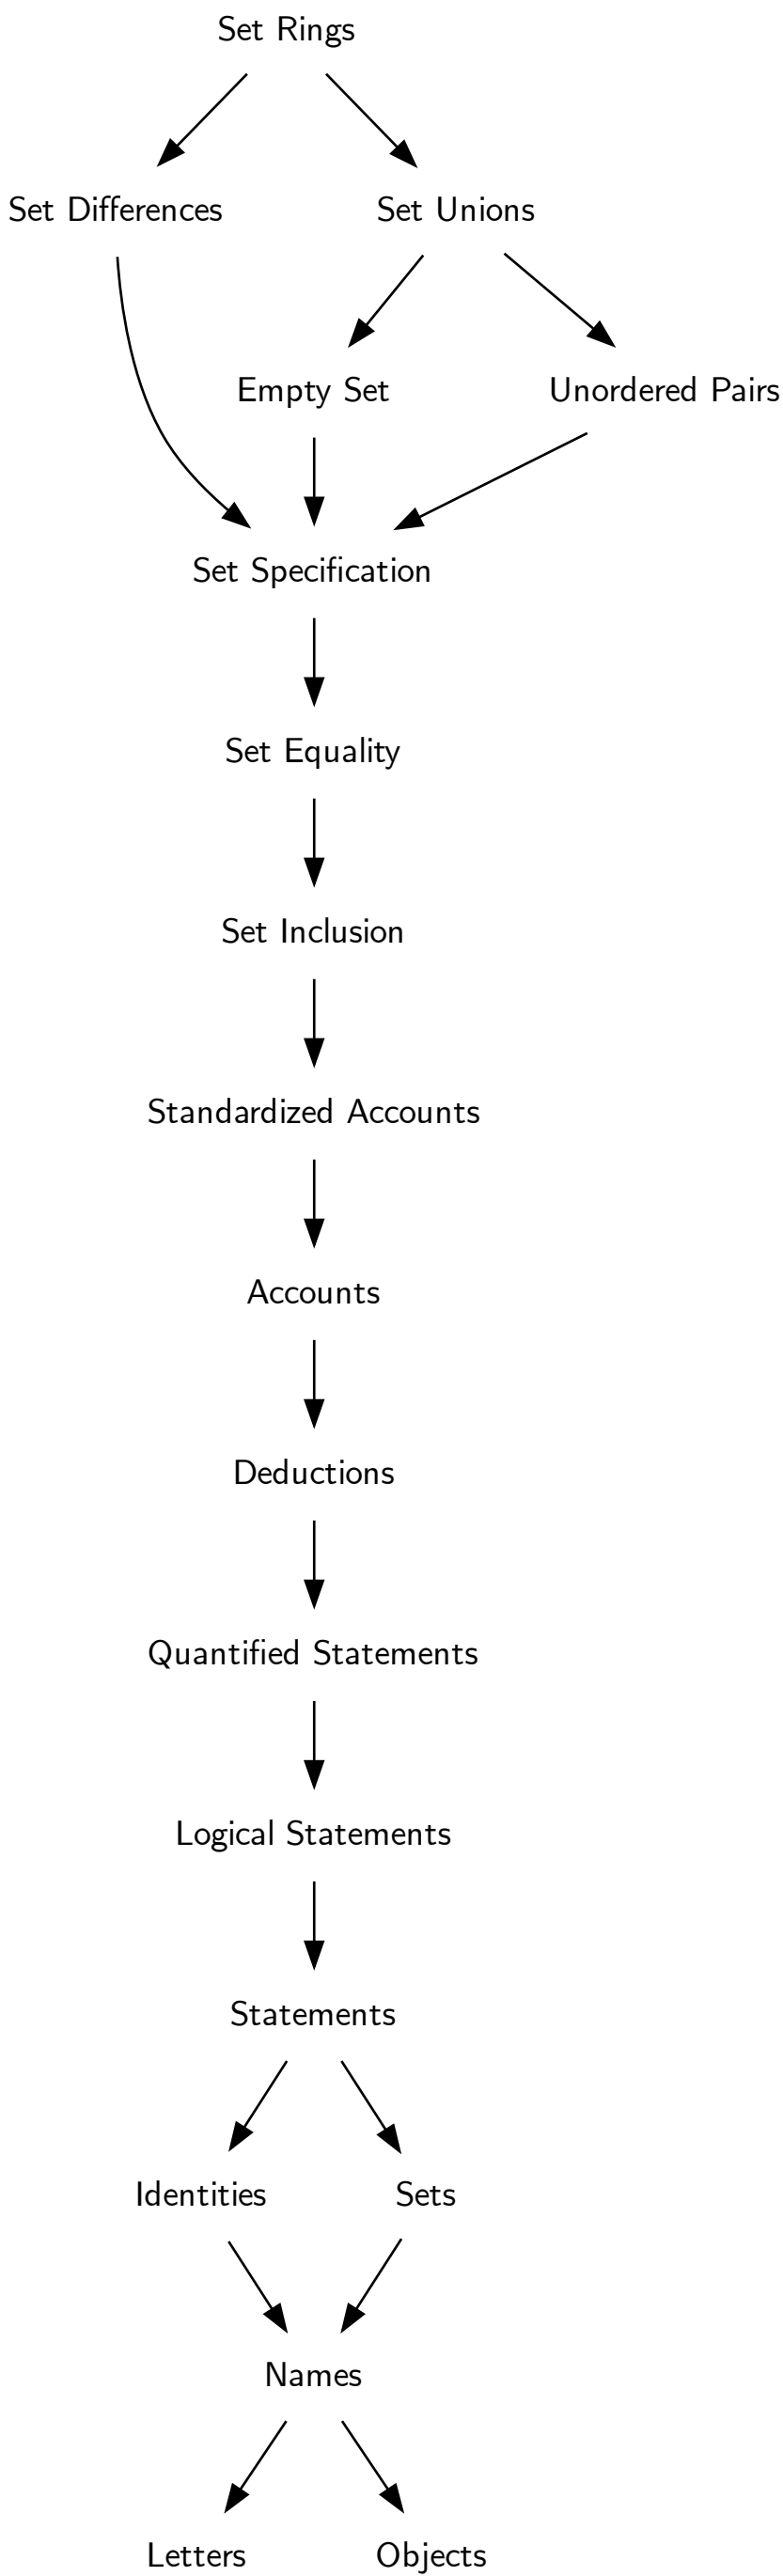 Set Rings
Set Differences
Set Unions
Empty Set
Unordered Pairs
Set Specification
Set Equality
Set Inclusion
Standardized Accounts
Accounts
Deductions
Quantified Statements
Logical Statements
Statements
Identities
Sets
Names
Letters
Objects